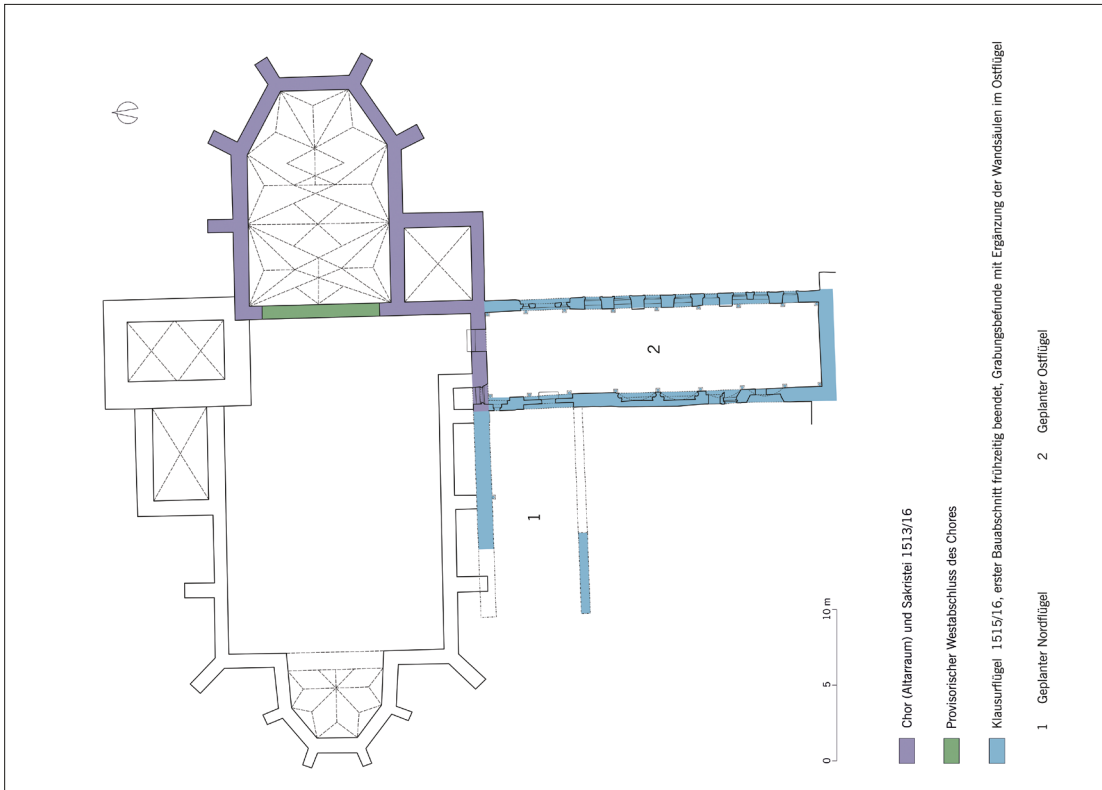 1
2
0
5
10 m
Chor (Altarraum) und Sakristei 1513/16
Provisorischer Westabschluss des Chores
Klausurflügel 1515/16, erster Bauabschnitt frühzeitig beendet, Grabungsbefunde mit Ergänzung der Wandsäulen im Ostflügel
1 Geplanter Nordflügel
2 Geplanter Ostflügel